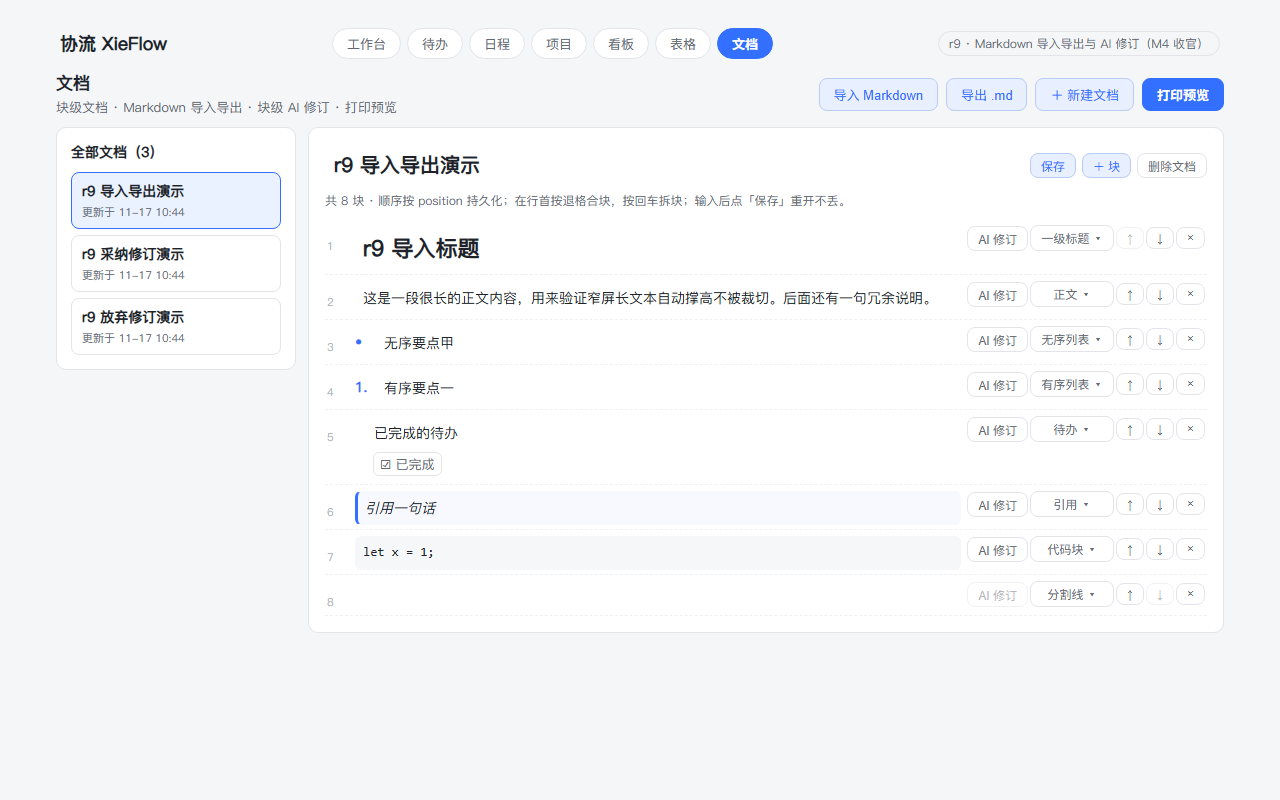 协流 XieFlow
工作台 待办 日程 项目 看板 表格 文档
r9 · Markdown 导入导出与 AI 修订（M4 收官）
文档
块级文档 · Markdown 导入导出 · 块级 AI 修订 · 打印预览
导入 Markdown 导出 .md ＋ 新建文档 打印预览
全部文档（3）
r9 导入导出演示
更新于 11-17 10:44
r9 采纳修订演示
更新于 11-17 10:44
r9 放弃修订演示
更新于 11-17 10:44
r9 导入导出演示
保存 ＋ 块 删除文档
共 8 块 · 顺序按 position 持久化；在行首按退格合块，按回车拆块；输入后点「保存」重开不丢。
1 r9 导入标题 AI 修订 一级标题 ▾ ↑ ↓ ×
2 这是一段很长的正文内容，用来验证窄屏长文本自动撑高不被裁切。后面还有一句冗余说明。 AI 修订 正文 ▾ ↑ ↓ ×
3 • 无序要点甲 AI 修订 无序列表 ▾ ↑ ↓ ×
4 1. 有序要点一 AI 修订 有序列表 ▾ ↑ ↓ ×
5 已完成的待办 AI 修订 待办 ▾ ↑ ↓ ×
☑ 已完成
6 引用一句话 AI 修订 引用 ▾ ↑ ↓ ×
7 let x = 1; AI 修订 代码块 ▾ ↑ ↓ ×
8 AI 修订 分割线 ▾ ↑ ↓ ×